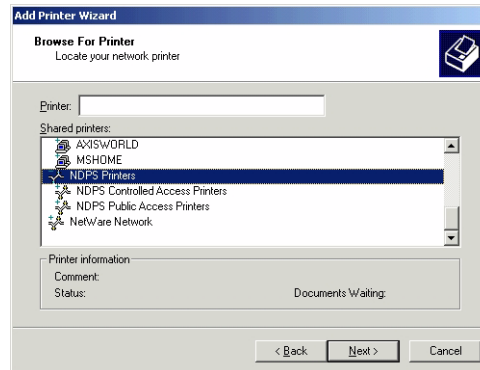 Add Printer Wizard
Browse For Printer
Locate your network printer
Printer:
Shared printers:
AXISWORLD
MSHOME
NDPS Printers
NDPS Controlled Access Printers
NDPS Public Access Printers
NetWare Network
Printer information
Comment:
Status: Documents Waiting:
< Back Next > Cancel